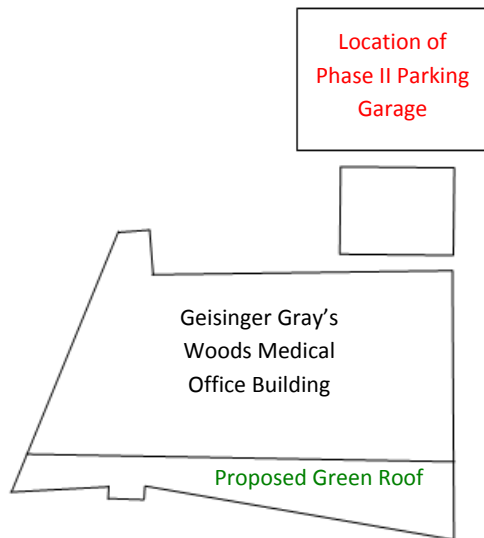 Location of
Phase II Parking
Garage
Geisinger Gray’s
Woods Medical
Office Building
Proposed Green Roof